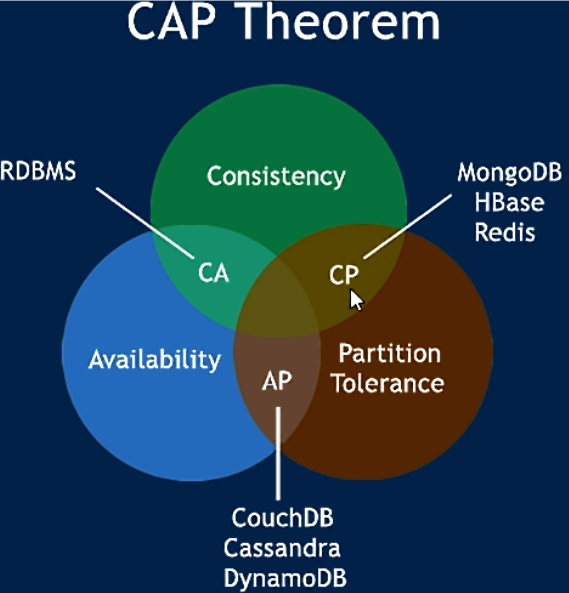 CAP Theorem
RDBMS
Consistency
MongoDB
HBase
Redis
CA
CP
Availability
Partition
Tolerance
AP
CouchDB
Cassandra
DynamoDB